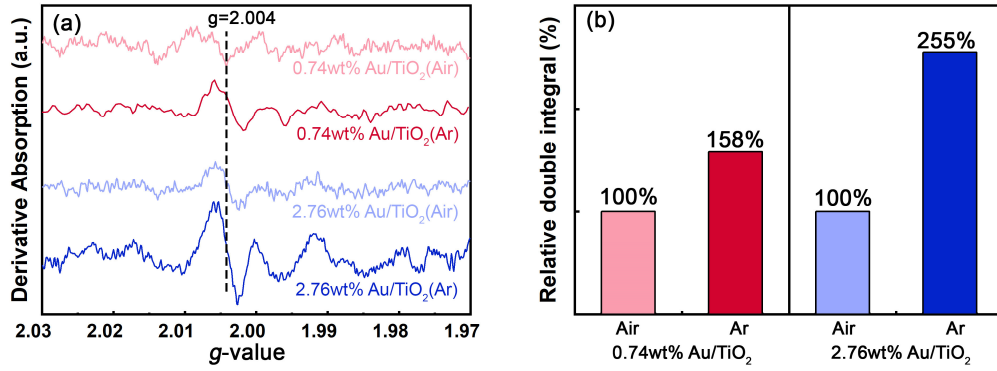 (a)
g=2.004
0.74wt% Au/TiO₂(Air)
0.74wt% Au/TiO₂(Ar)
2.76wt% Au/TiO₂(Air)
2.76wt% Au/TiO₂(Ar)
Derivative Absorption (a.u.)
2.03 2.02 2.01 2.00 1.99 1.98 1.97
g-value
(b)
Relative double integral (%)
100% 158% 100% 255%
Air Ar Air Ar
0.74wt% Au/TiO₂ 2.76wt% Au/TiO₂